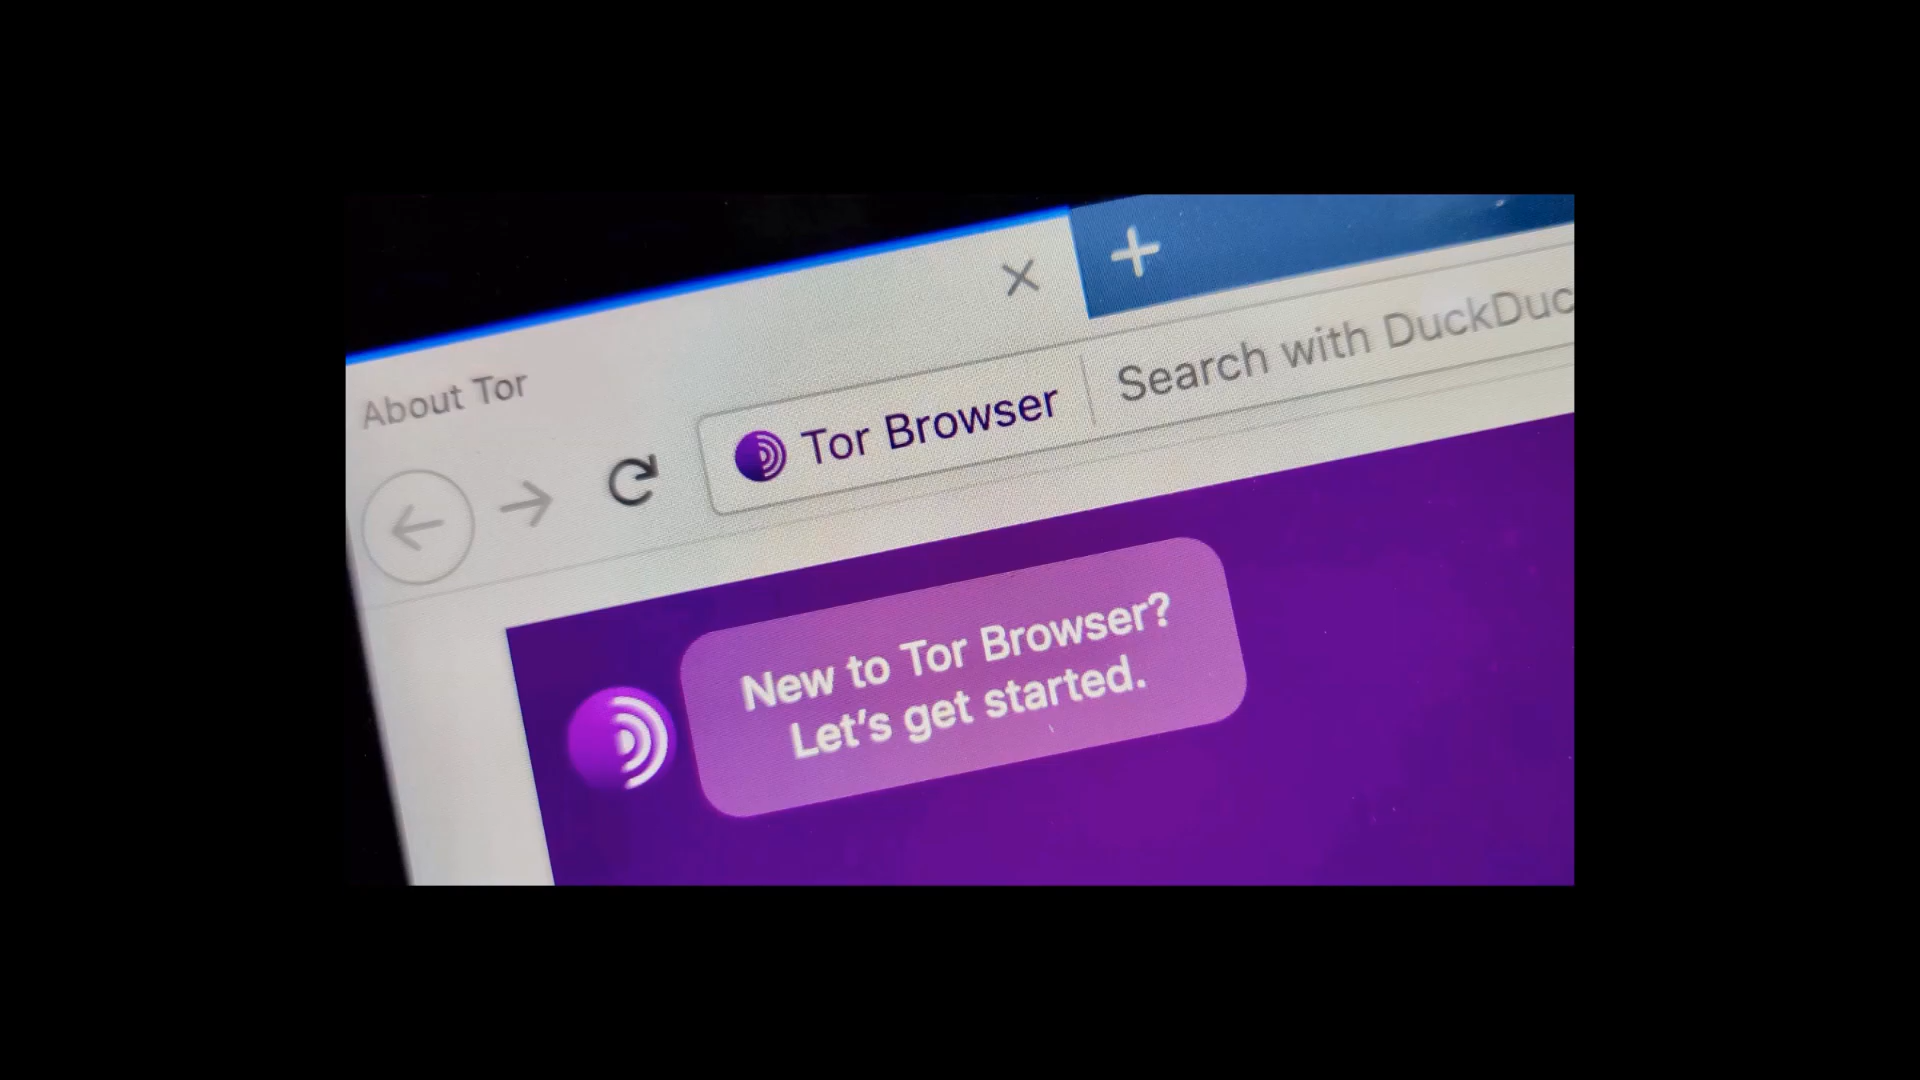 About Tor
Tor Browser
Search with DuckDuc
New to Tor Browser?
Let's get started.